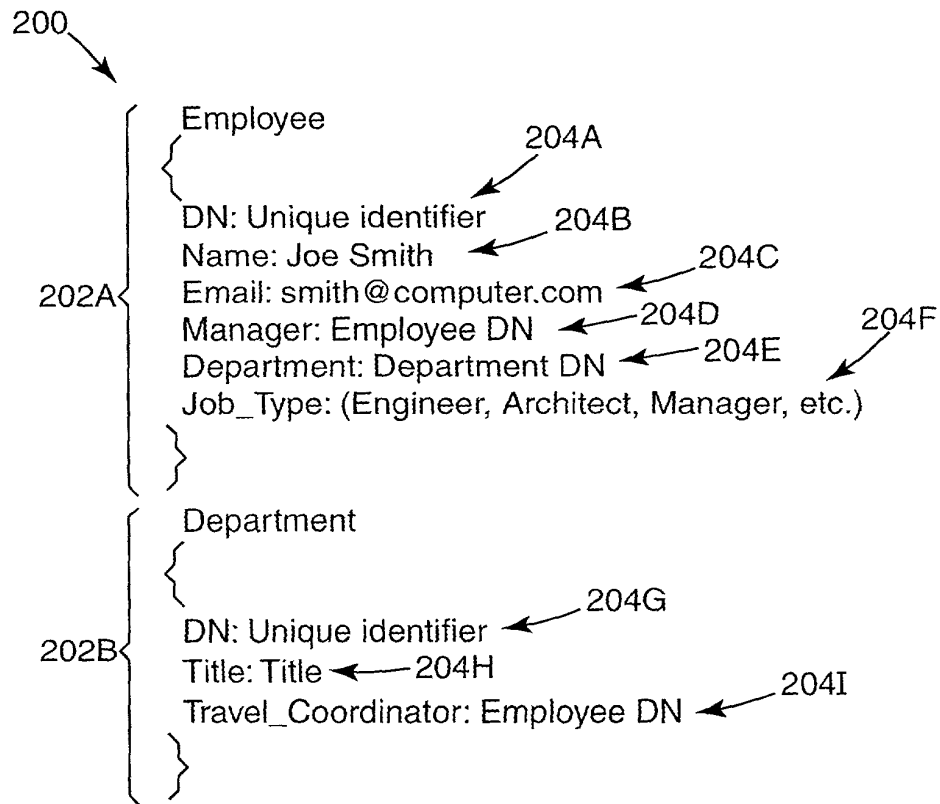 200
Employee
{
204A
DN: Unique identifier
204B
Name: Joe Smith
204C
Email: smith@computer.com
202A
Manager: Employee DN
204D
204F
Department: Department DN
204E
Job_Type: (Engineer, Architect, Manager, etc.)
}
Department
{
204G
DN: Unique identifier
202B
Title: Title
204H
204I
Travel_Coordinator: Employee DN
}